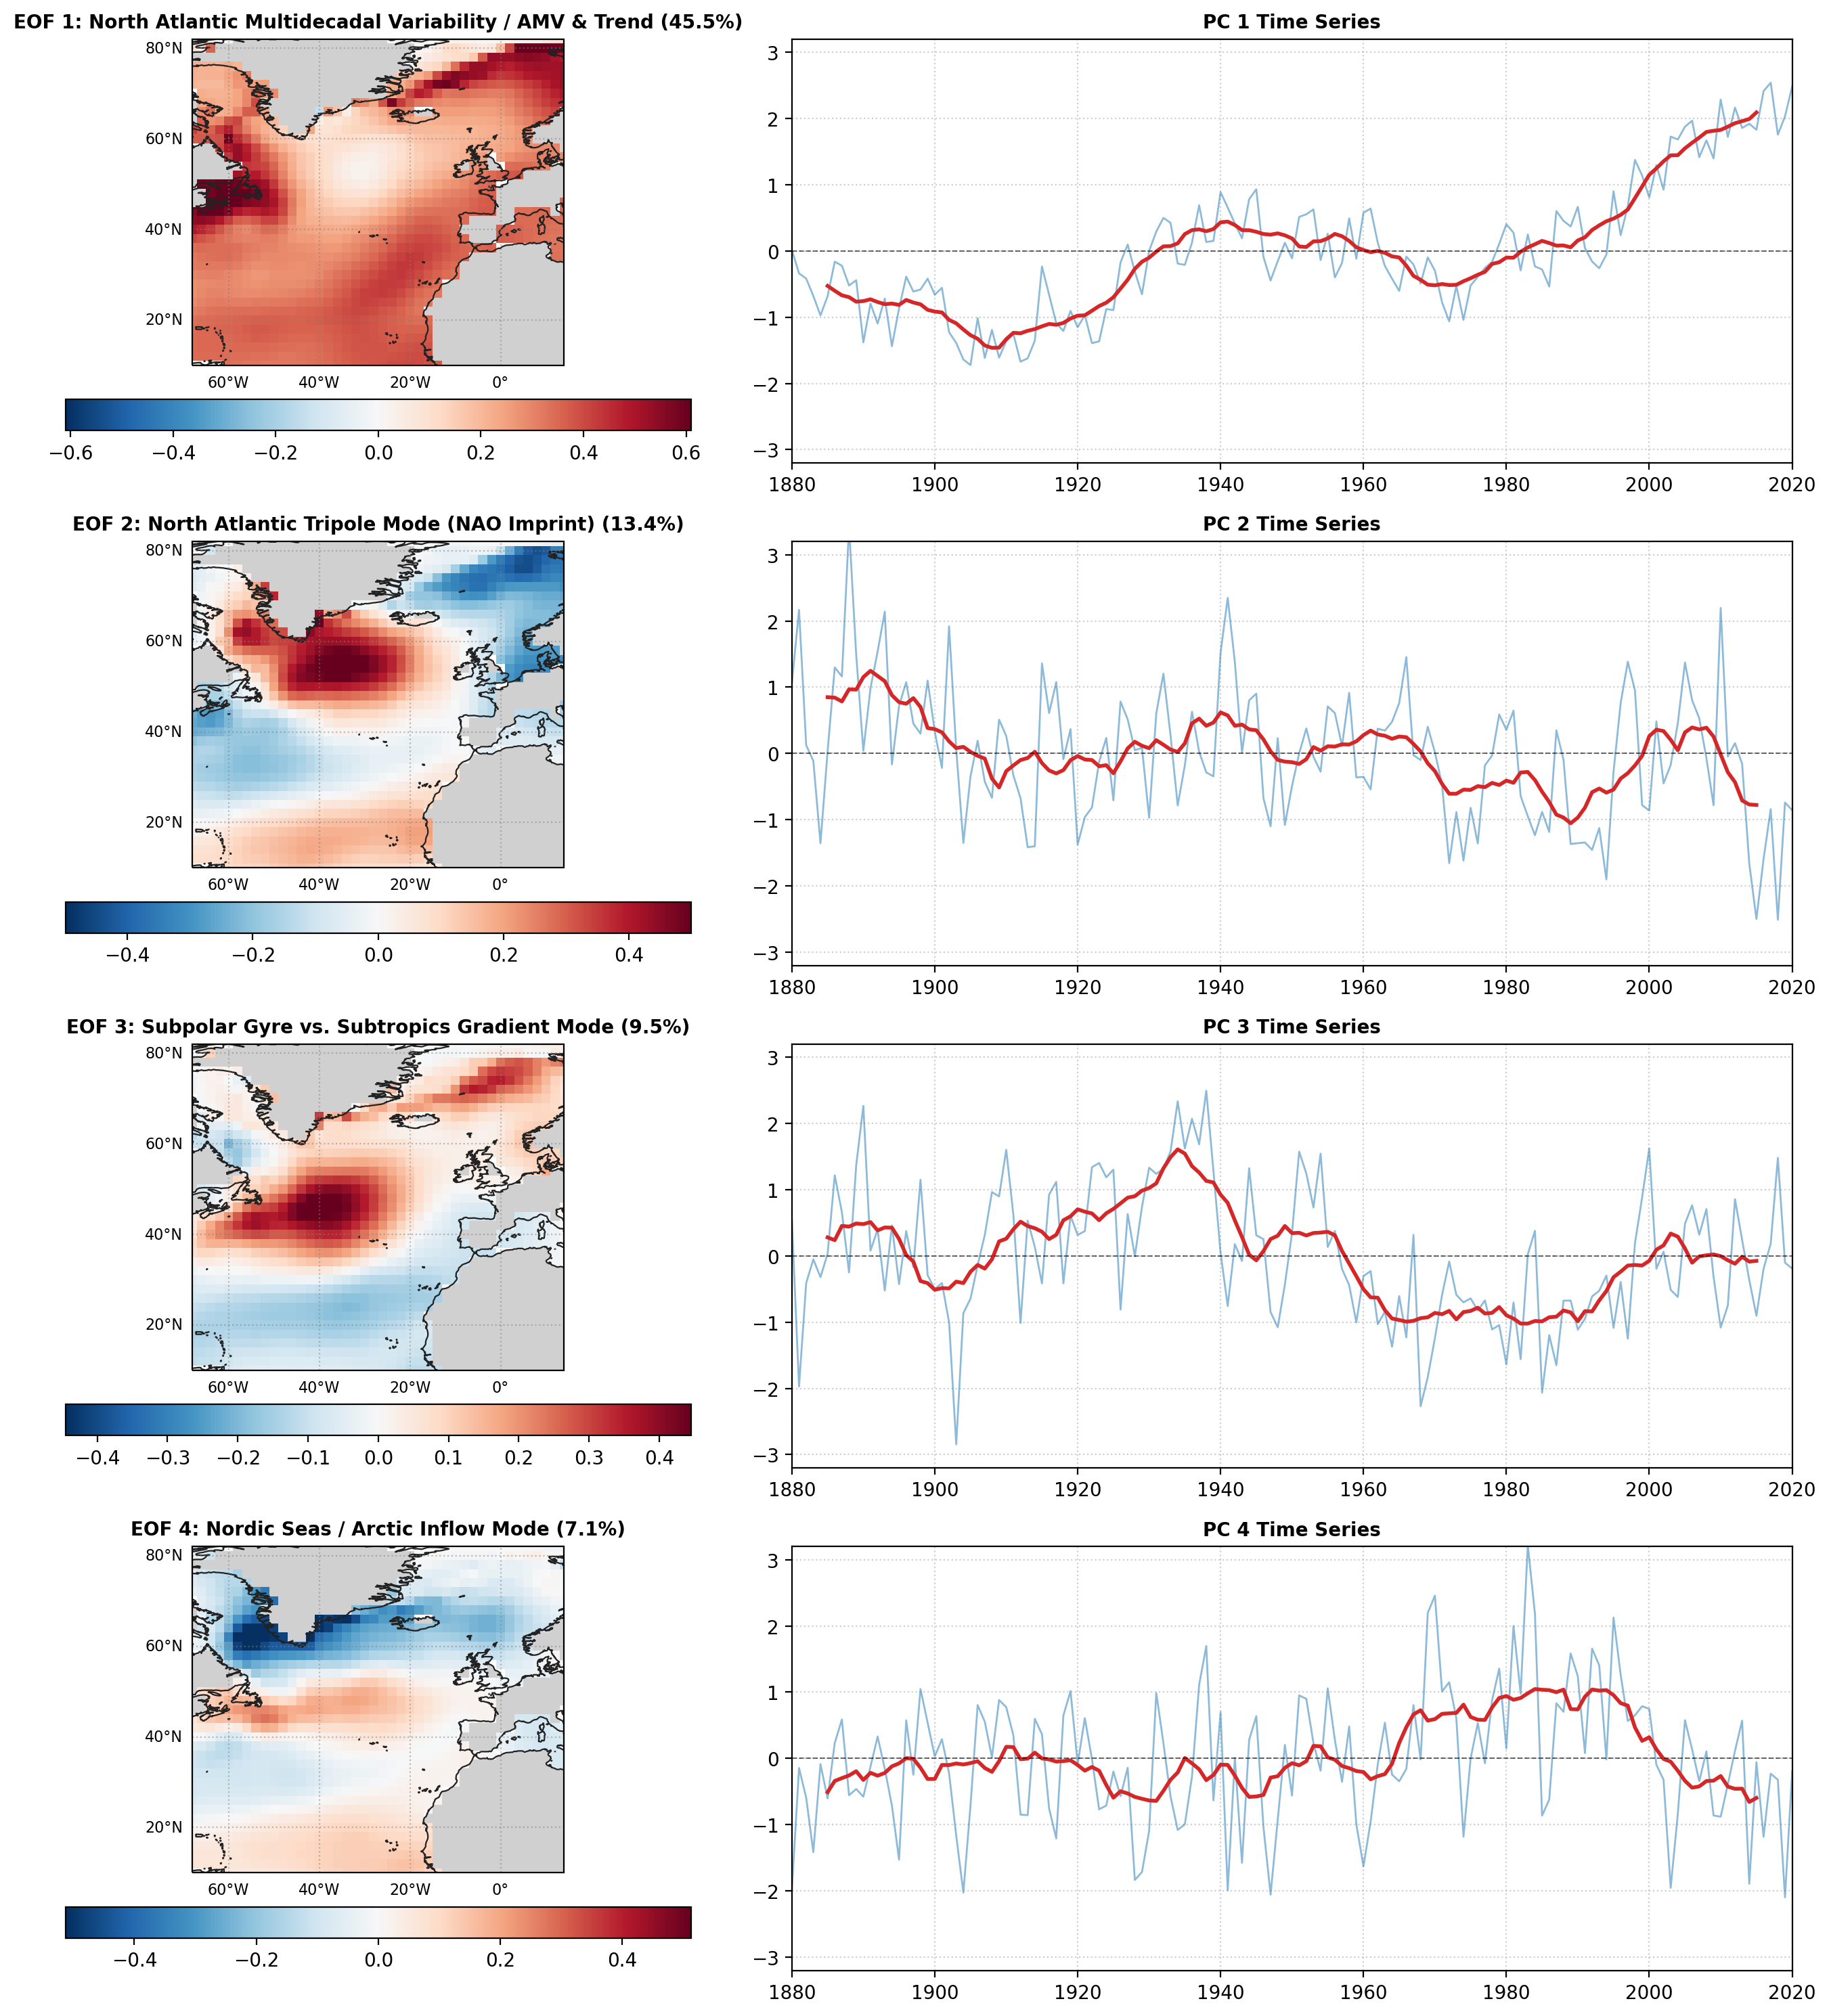 EOF 1: North Atlantic Multidecadal Variability / AMV & Trend (45.5%)
80°N
60°N
40°N
20°N
60°W 40°W 20°W 0°
−0.6 −0.4 −0.2 0.0 0.2 0.4 0.6
PC 1 Time Series
3
2
1
0
−1
−2
−3
1880 1900 1920 1940 1960 1980 2000 2020
EOF 2: North Atlantic Tripole Mode (NAO Imprint) (13.4%)
80°N
60°N
40°N
20°N
60°W 40°W 20°W 0°
−0.4 −0.2 0.0 0.2 0.4
PC 2 Time Series
3
2
1
0
−1
−2
−3
1880 1900 1920 1940 1960 1980 2000 2020
EOF 3: Subpolar Gyre vs. Subtropics Gradient Mode (9.5%)
80°N
60°N
40°N
20°N
60°W 40°W 20°W 0°
−0.4 −0.3 −0.2 −0.1 0.0 0.1 0.2 0.3 0.4
PC 3 Time Series
3
2
1
0
−1
−2
−3
1880 1900 1920 1940 1960 1980 2000 2020
EOF 4: Nordic Seas / Arctic Inflow Mode (7.1%)
80°N
60°N
40°N
20°N
60°W 40°W 20°W 0°
−0.4 −0.2 0.0 0.2 0.4
PC 4 Time Series
3
2
1
0
−1
−2
−3
1880 1900 1920 1940 1960 1980 2000 2020